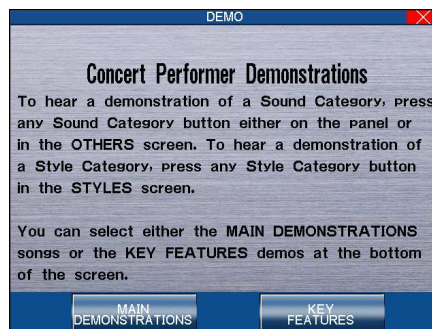 DEMO
Concert Performer Demonstrations
To hear a demonstration of a Sound Category, press
any Sound Category button either on the panel or
in the OTHERS screen. To hear a demonstration of
a Style Category, press any Style Category button
in the STYLES screen.
You can select either the MAIN DEMONSTRATIONS
songs or the KEY FEATURES demos at the bottom
of the screen.
MAIN
DEMONSTRATIONS
KEY
FEATURES